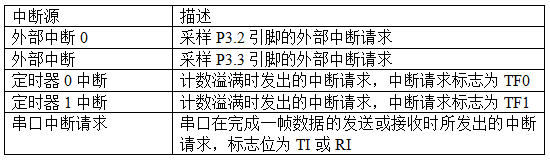 中断源 描述
外部中断 0 采样 P3.2 引脚的外部中断请求
外部中断 采样 P3.3 引脚的外部中断请求
定时器 0 中断 计数溢满时发出的中断请求，中断请求标志为 TF0
定时器 1 中断 计数溢满时发出的中断请求，中断请求标志为 TF1
串口中断请求 串口在完成一帧数据的发送或接收时所发出的中断
请求，标志位为 TI 或 RI